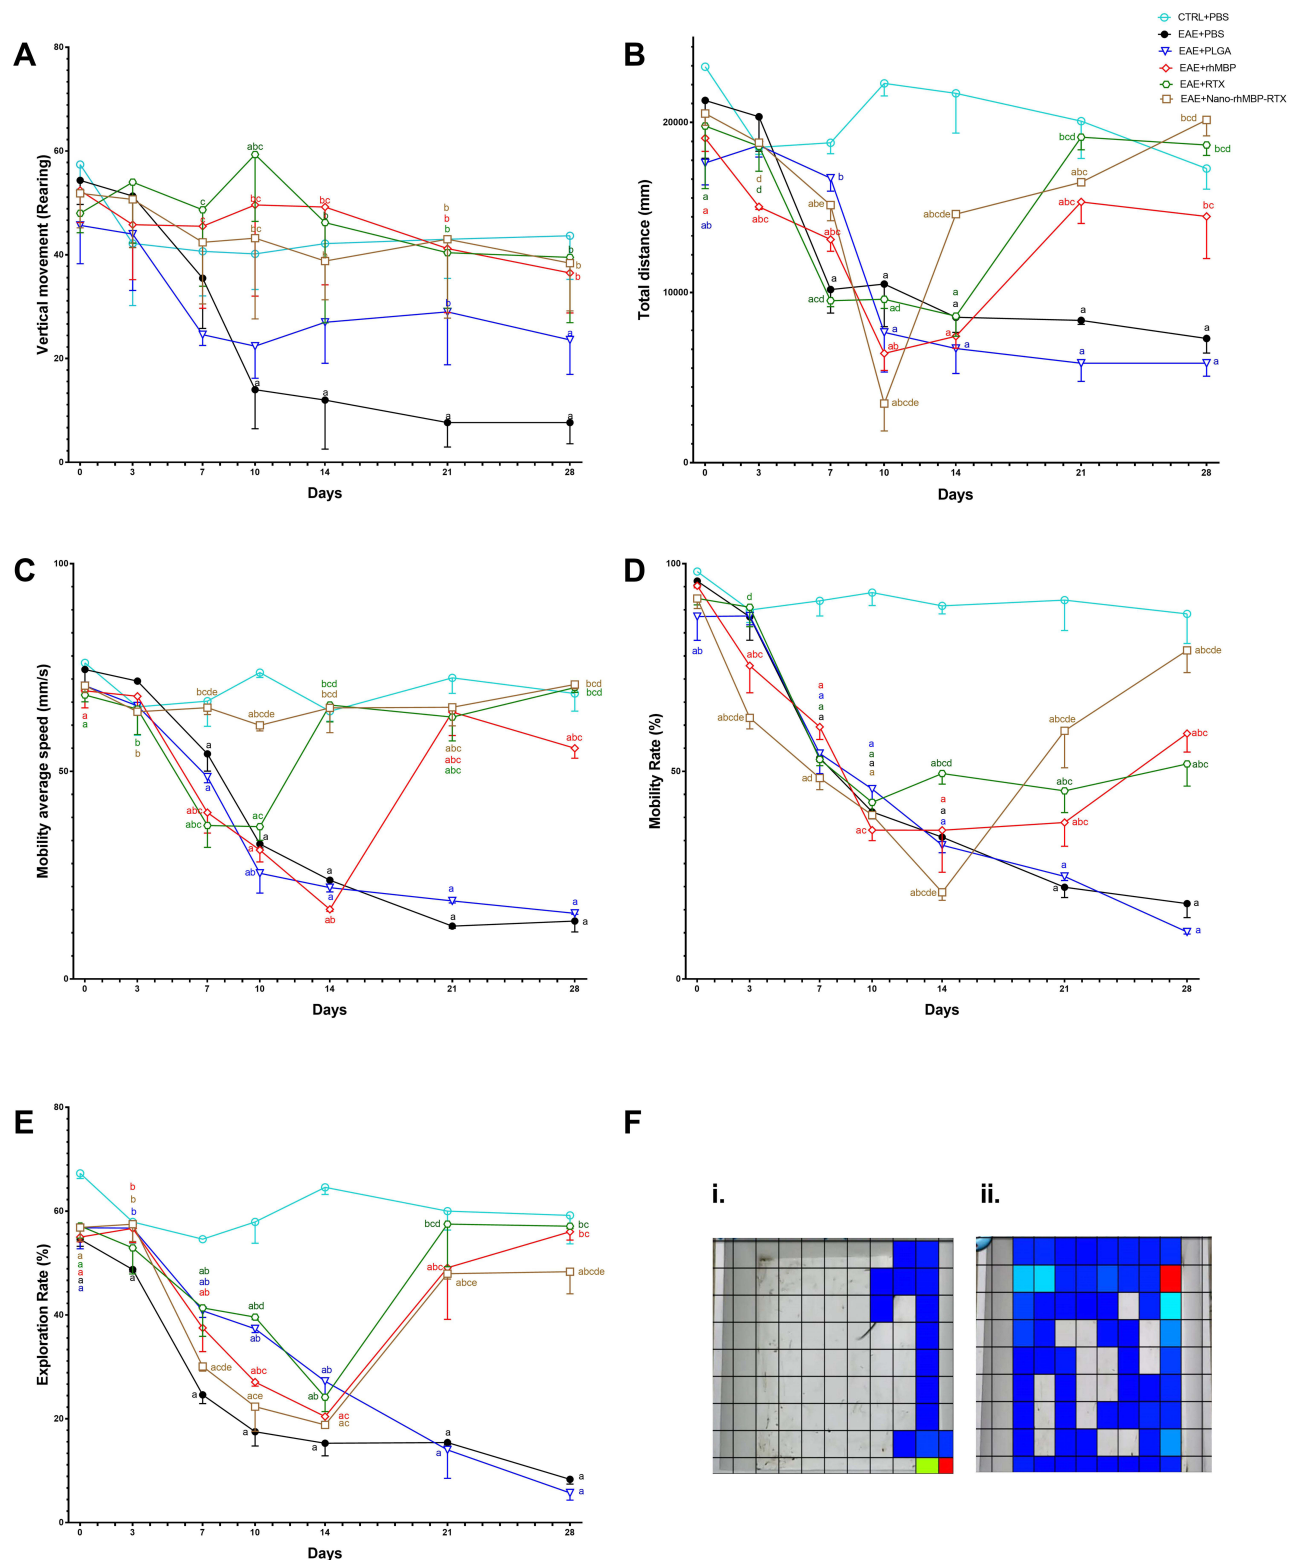 CTRL+PBS
EAE+PBS
EAE+PLGA
EAE+rhMBP
EAE+RTX
EAE+Nano-rhMBP-RTX
A
Vertical movement (Rearing)
80
60
40
20
0
0 3 7 10 14 21 28
Days
abc
c
c
bc
bc
bc
b
b
b
b
b
b
b
b
a
a
a
a
a
B
Total distance (mm)
20000
10000
0
0 3 7 10 14 21 28
Days
a
a
ab
d
d
abc
b
abe
abc
acd
a
ad
a
ab
abcde
abcde
a
a
a
a
bcd
abc
abc
a
a
bcd
bcd
bc
a
a
C
Mobility average speed (mm/s)
100
50
0
0 3 7 10 14 21 28
Days
a
a
b
b
bcde
a
a
abc
abc
abcde
ac
a
a
ab
bcd
bcd
a
a
ab
abc
abc
abc
a
a
bcd
bcd
abc
a
a
D
Mobility Rate (%)
100
50
0
0 3 7 10 14 21 28
Days
ab
d
abc
abcde
a
a
a
a
ad
a
a
a
a
ac
abcd
a
a
a
abcde
abcde
abc
abc
a
a
abcde
abc
abc
a
a
E
Exploration Rate (%)
80
60
40
20
0
0 3 7 10 14 21 28
Days
a
a
a
a
a
b
b
b
a
ab
ab
ab
acde
a
abd
ab
abc
ace
a
ab
ab
ac
ac
a
bcd
abc
abce
a
a
bc
bc
abcde
a
a
F
i.
ii.